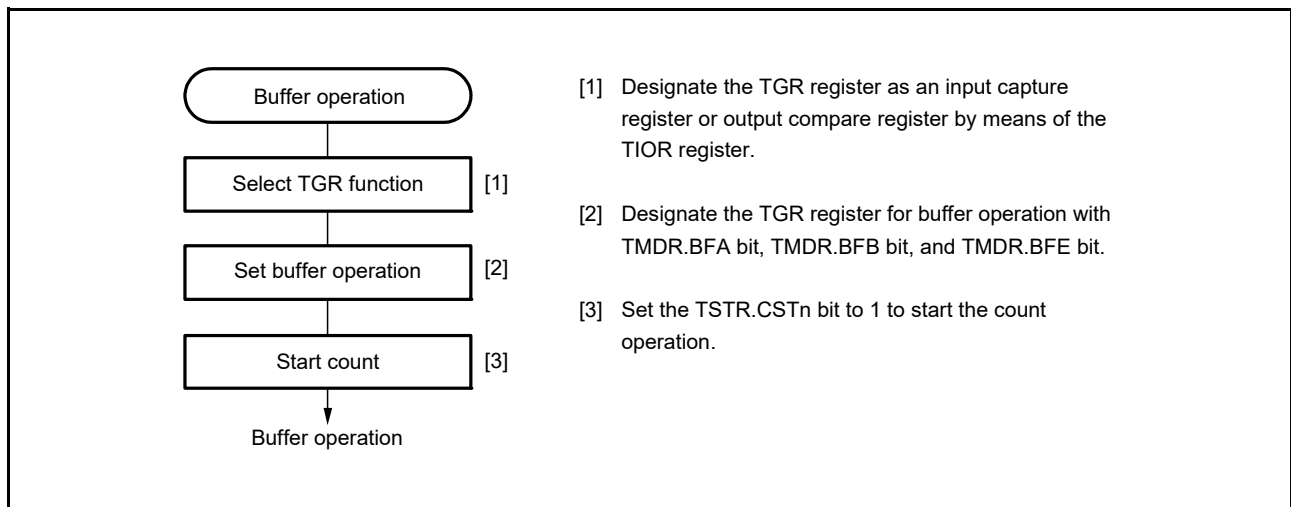 Buffer operation
Select TGR function
[1]
Set buffer operation
[2]
Start count
[3]
Buffer operation
[1] Designate the TGR register as an input capture
register or output compare register by means of the
TIOR register.
[2] Designate the TGR register for buffer operation with
TMDR.BFA bit, TMDR.BFB bit, and TMDR.BFE bit.
[3] Set the TSTR.CSTn bit to 1 to start the count
operation.